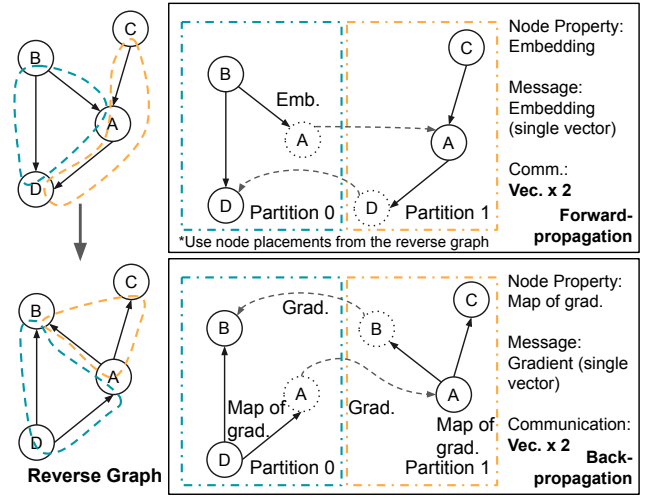 C
B
A
D
B
Emb.
A
D
Partition 0
C
A
D
Partition 1
*Use node placements from the reverse graph
Node Property:
Embedding
Message:
Embedding
(single vector)
Comm.:
Vec. x 2
Forward-
propagation
C
B
A
D
Reverse Graph
B
Grad.
A
Map of
grad.
D
Partition 0
C
B
A
Grad.
Map of
grad.
Partition 1
Node Property:
Map of grad.
Message:
Gradient (single
vector)
Communication:
Vec. x 2
Back-
propagation